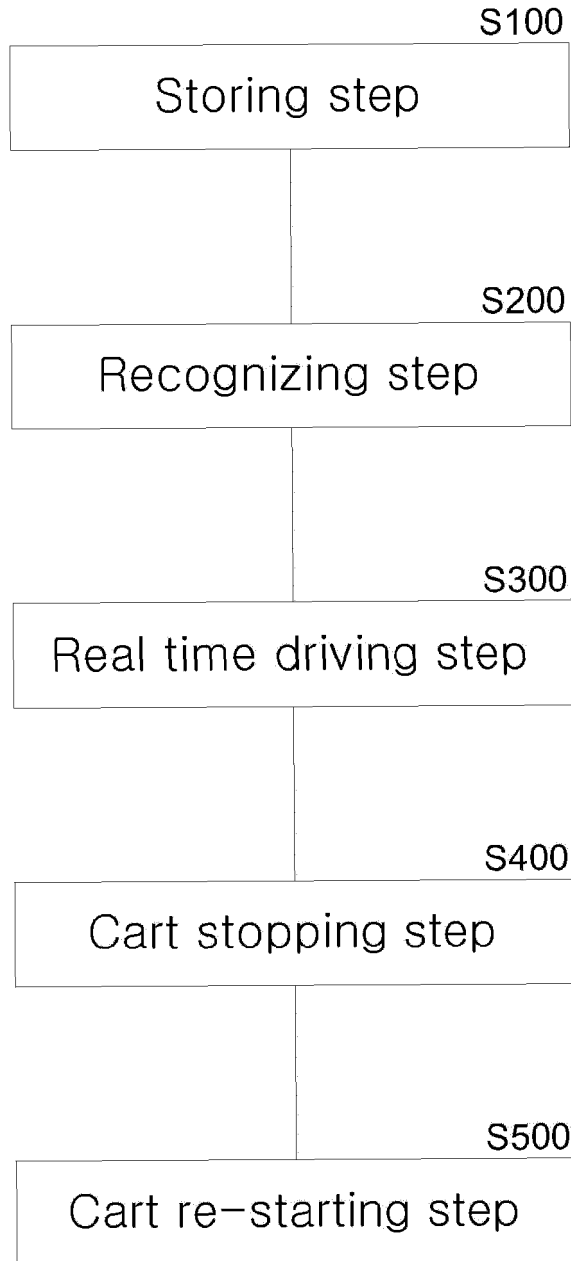 S100
Storing step
S200
Recognizing step
S300
Real time driving step
S400
Cart stopping step
S500
Cart re-starting step